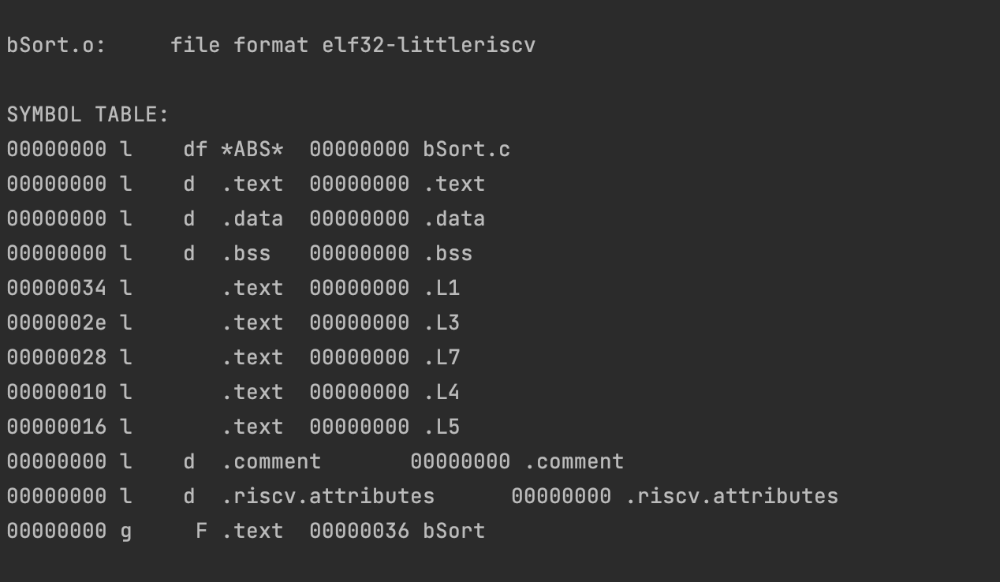 bSort.o:     file format elf32-littleriscv
SYMBOL TABLE:
00000000 l    df *ABS*  00000000 bSort.c
00000000 l    d  .text  00000000 .text
00000000 l    d  .data  00000000 .data
00000000 l    d  .bss   00000000 .bss
00000034 l       .text  00000000 .L1
0000002e l       .text  00000000 .L3
00000028 l       .text  00000000 .L7
00000010 l       .text  00000000 .L4
00000016 l       .text  00000000 .L5
00000000 l    d  .comment       00000000 .comment
00000000 l    d  .riscv.attributes      00000000 .riscv.attributes
00000000 g     F .text  00000036 bSort